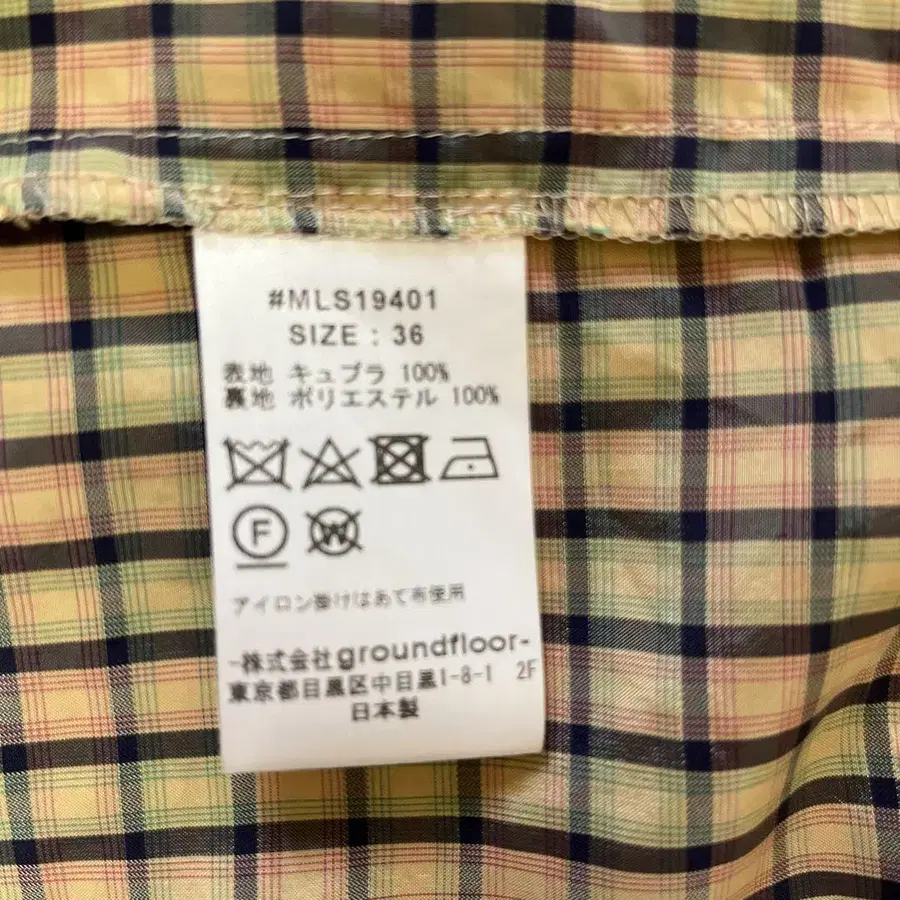 #MLS19401
SIZE : 36
表地 キュプラ 100%
裏地 ポリエステル 100%
F
W
アイロン掛けはあて布使用
-株式会社groundfloor-
東京都目黒区中目黒1-8-1 2F
日本製